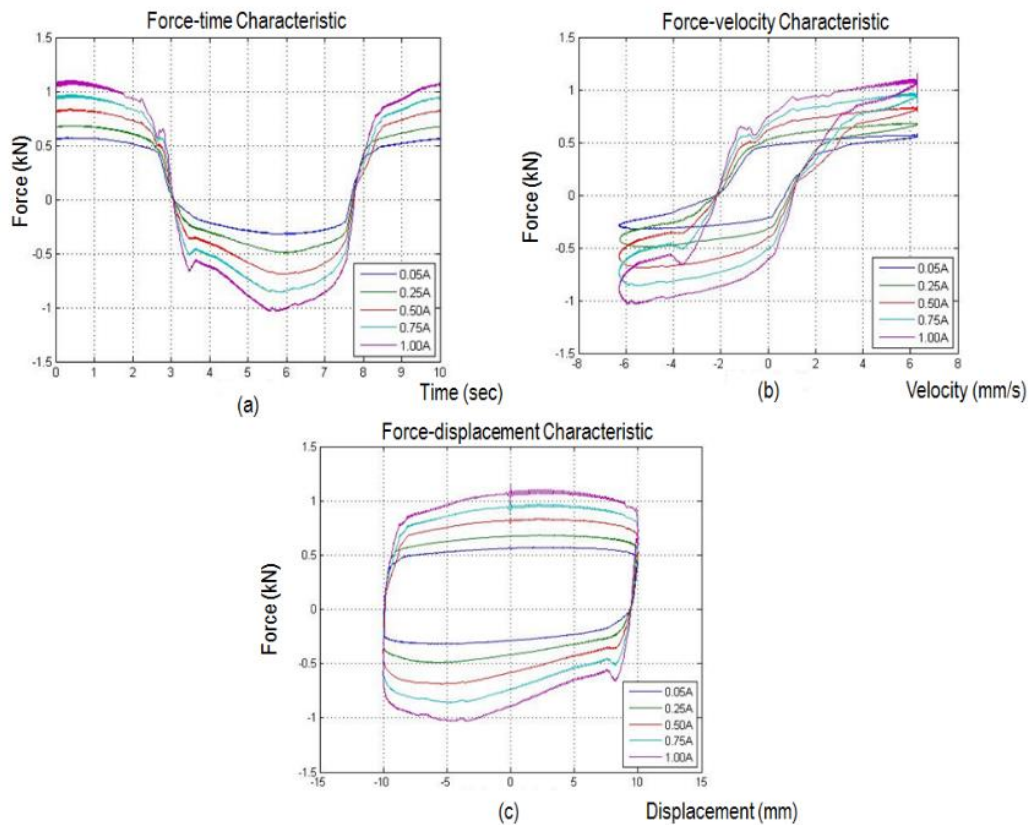 Force-time Characteristic
Force (kN)
1.5
1
0.5
0
-0.5
-1
-1.5
0 1 2 3 4 5 6 7 8 9 10
0.05A
0.25A
0.50A
0.75A
1.00A
Time (sec)
(a)
Force-velocity Characteristic
Force (kN)
1.5
1
0.5
0
-0.5
-1
-1.5
-8 -6 -4 -2 0 2 4 6 8
0.05A
0.25A
0.50A
0.75A
1.00A
Velocity (mm/s)
(b)
Force-displacement Characteristic
Force (kN)
1.5
1
0.5
0
-0.5
-1
-1.5
-15 -10 -5 0 5 10 15
0.05A
0.25A
0.50A
0.75A
1.00A
Displacement (mm)
(c)